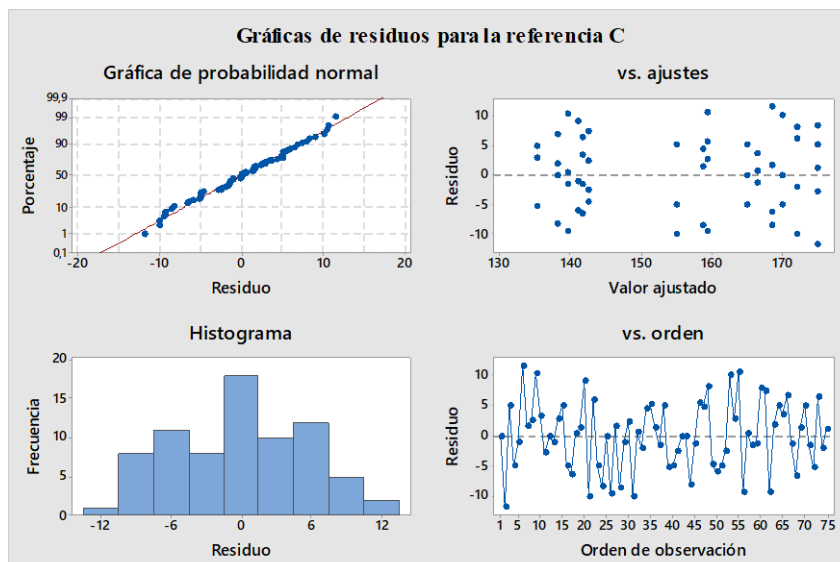 Gráficas de residuos para la referencia C
Gráfica de probabilidad normal
Porcentaje
99,9
99
90
50
10
1
0,1
-20 -10 0 10 20
Residuo
vs. ajustes
Residuo
10
5
0
-5
-10
130 140 150 160 170
Valor ajustado
Histograma
Frecuencia
20
15
10
5
0
-12 -6 0 6 12
Residuo
vs. orden
Residuo
10
5
0
-5
-10
1 5 10 15 20 25 30 35 40 45 50 55 60 65 70 75
Orden de observación